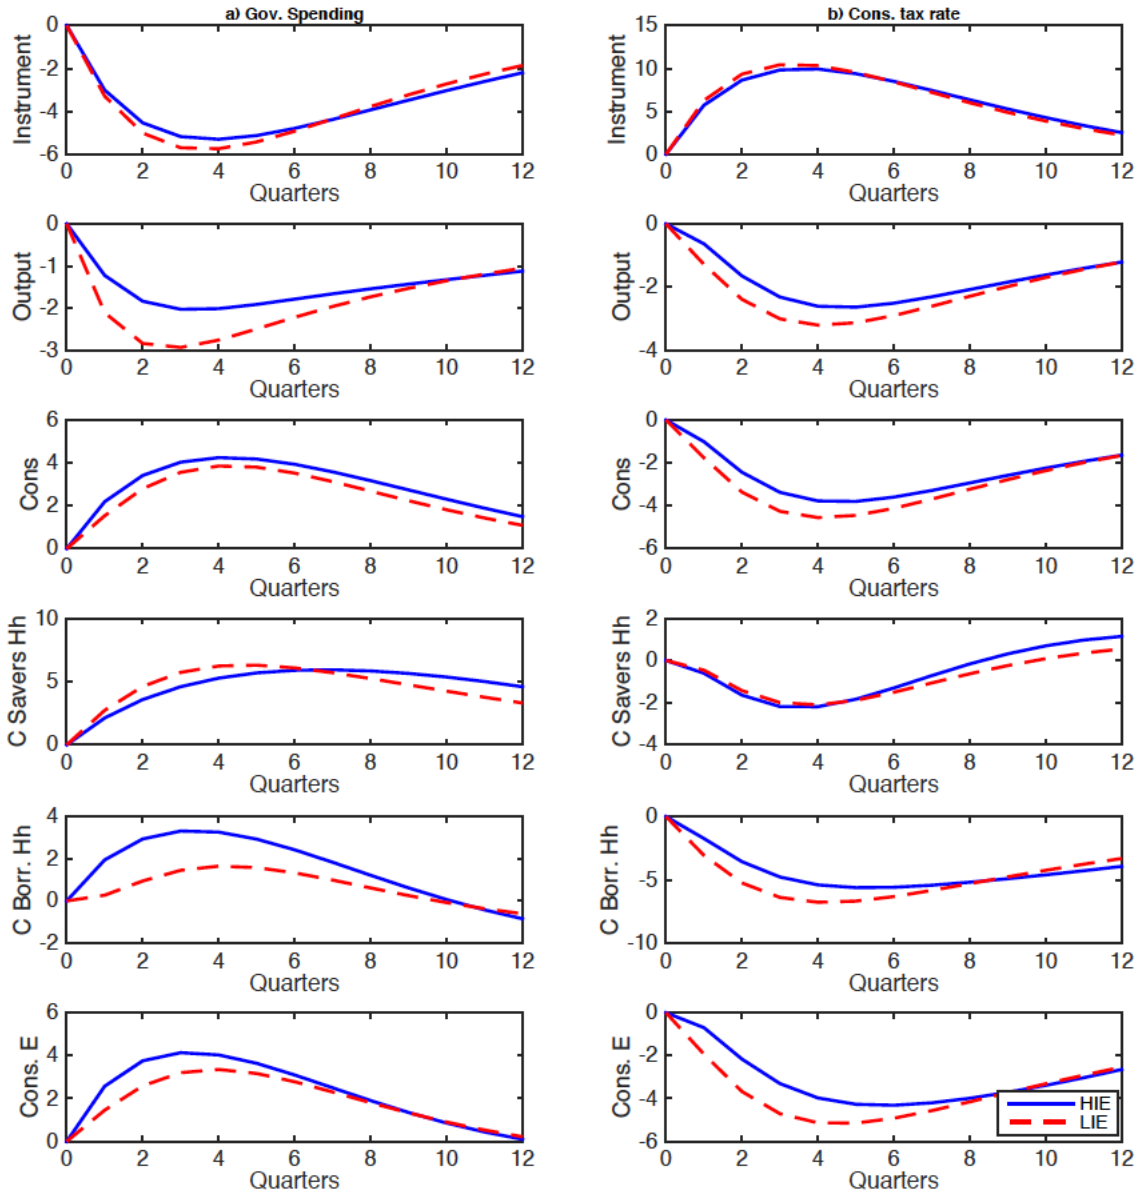 a) Gov. Spending
0
-2
-4
-6
Instrument
0 2 4 6 8 10 12
Quarters
b) Cons. tax rate
15
10
5
0
Instrument
0 2 4 6 8 10 12
Quarters
0
-1
-2
-3
Output
0 2 4 6 8 10 12
Quarters
0
-2
-4
Output
0 2 4 6 8 10 12
Quarters
6
4
2
0
Cons
0 2 4 6 8 10 12
Quarters
0
-2
-4
-6
Cons
0 2 4 6 8 10 12
Quarters
10
5
0
C Savers Hh
0 2 4 6 8 10 12
Quarters
2
0
-2
-4
C Savers Hh
0 2 4 6 8 10 12
Quarters
4
2
0
-2
C Borr. Hh
0 2 4 6 8 10 12
Quarters
0
-5
-10
C Borr. Hh
0 2 4 6 8 10 12
Quarters
6
4
2
0
Cons. E
0 2 4 6 8 10 12
Quarters
0
-2
-4
-6
Cons. E
HIE
LIE
0 2 4 6 8 10 12
Quarters